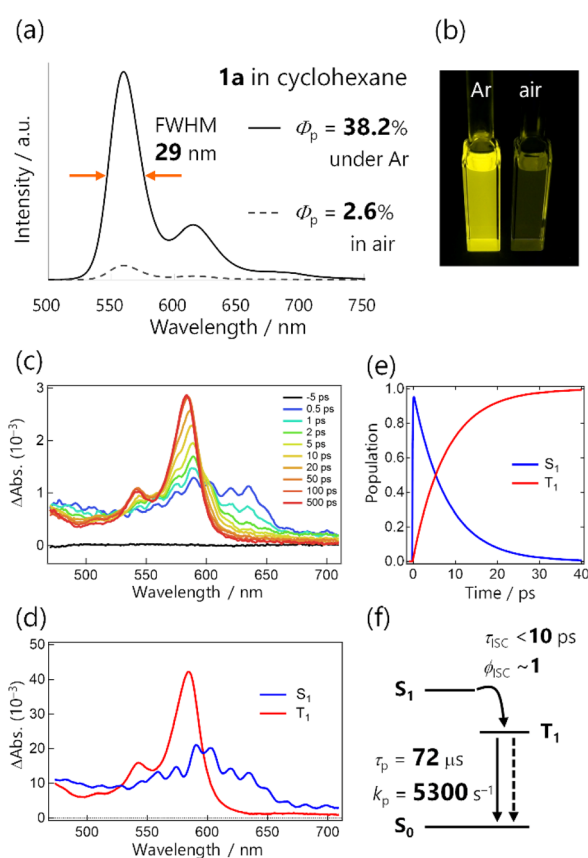 (a)
1a in cyclohexane
FWHM
29 nm
Φp = 38.2%
under Ar
Φp = 2.6%
in air
Intensity / a.u.
500 550 600 650 700 750
Wavelength / nm
(b)
Ar air
(c)
3
2
1
0
ΔAbs. (10⁻³)
-5 ps
0.5 ps
1 ps
2 ps
5 ps
10 ps
20 ps
50 ps
100 ps
500 ps
500 550 600 650 700
Wavelength / nm
(e)
1.0
0.8
0.6
0.4
0.2
0.0
Population
S₁
T₁
0 10 20 30 40
Time / ps
(d)
50
40
30
20
10
0
ΔAbs. (10⁻³)
S₁
T₁
500 550 600 650 700
Wavelength / nm
(f)
τISC <10 ps
ϕISC ~1
S₁
T₁
τp = 72 μs
kp = 5300 s⁻¹
S₀